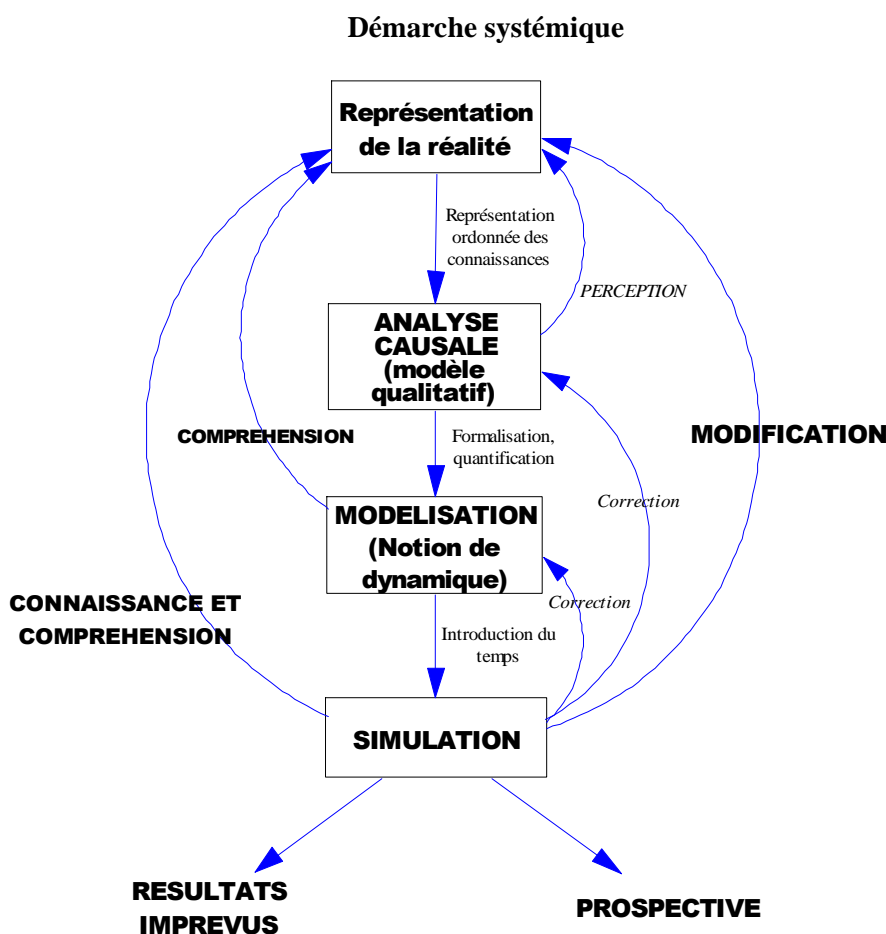 Démarche systémique
Représentation
de la réalité
Représentation
ordonnée des
connaissances
PERCEPTION
ANALYSE
CAUSALE
(modèle
qualitatif)
COMPREHENSION
Formalisation,
quantification
MODIFICATION
Correction
MODELISATION
(Notion de
dynamique)
CONNAISSANCE ET
COMPREHENSION
Correction
Introduction du
temps
SIMULATION
RESULTATS
IMPREVUS
PROSPECTIVE